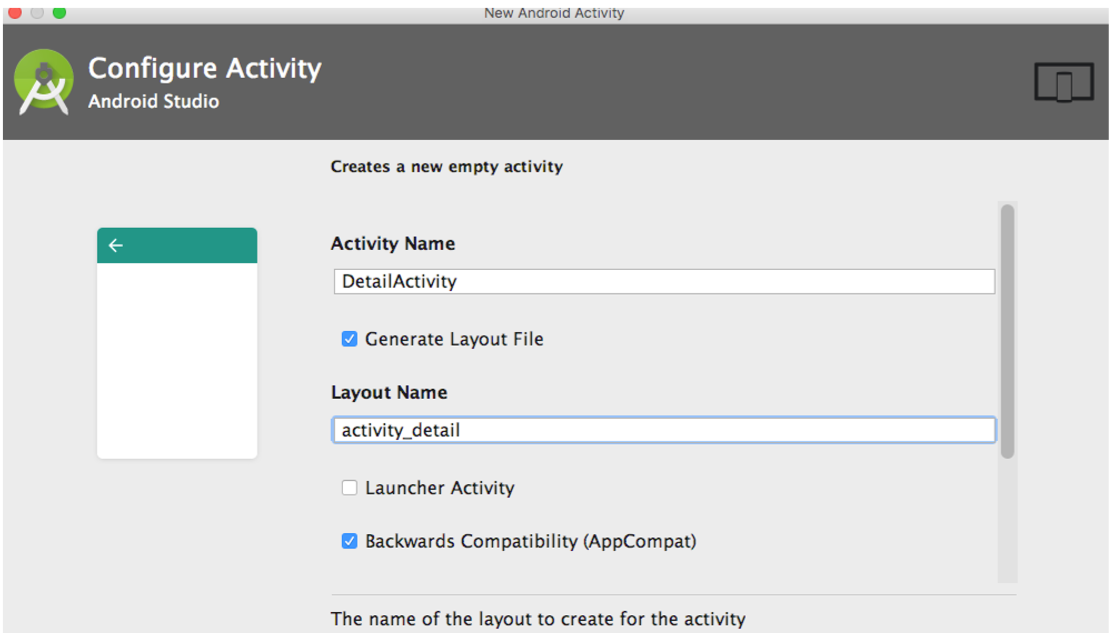 New Android Activity
Configure Activity
Android Studio
Creates a new empty activity
Activity Name
DetailActivity
Generate Layout File
Layout Name
activity_detail
Launcher Activity
Backwards Compatibility (AppCompat)
The name of the layout to create for the activity